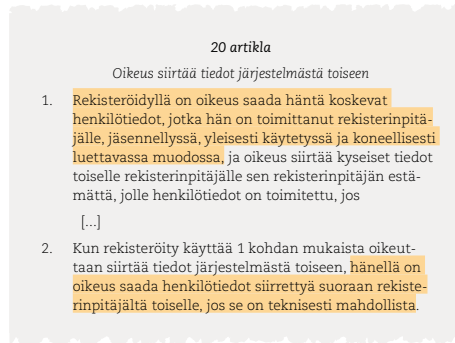 20 artikla
Oikeus siirtää tiedot järjestelmästä toiseen
1. Rekisteröidyllä on oikeus saada häntä koskevat
henkilötiedot, jotka hän on toimittanut rekisterinpitä-
jälle, jäsennellyssä, yleisesti käytetyssä ja koneellisesti
luettavassa muodossa, ja oikeus siirtää kyseiset tiedot
toiselle rekisterinpitäjälle sen rekisterinpitäjän estä-
mättä, jolle henkilötiedot on toimitettu, jos
[...]
2. Kun rekisteröity käyttää 1 kohdan mukaista oikeut-
taan siirtää tiedot järjestelmästä toiseen, hänellä on
oikeus saada henkilötiedot siirrettyä suoraan rekiste-
rinpitäjältä toiselle, jos se on teknisesti mahdollista.